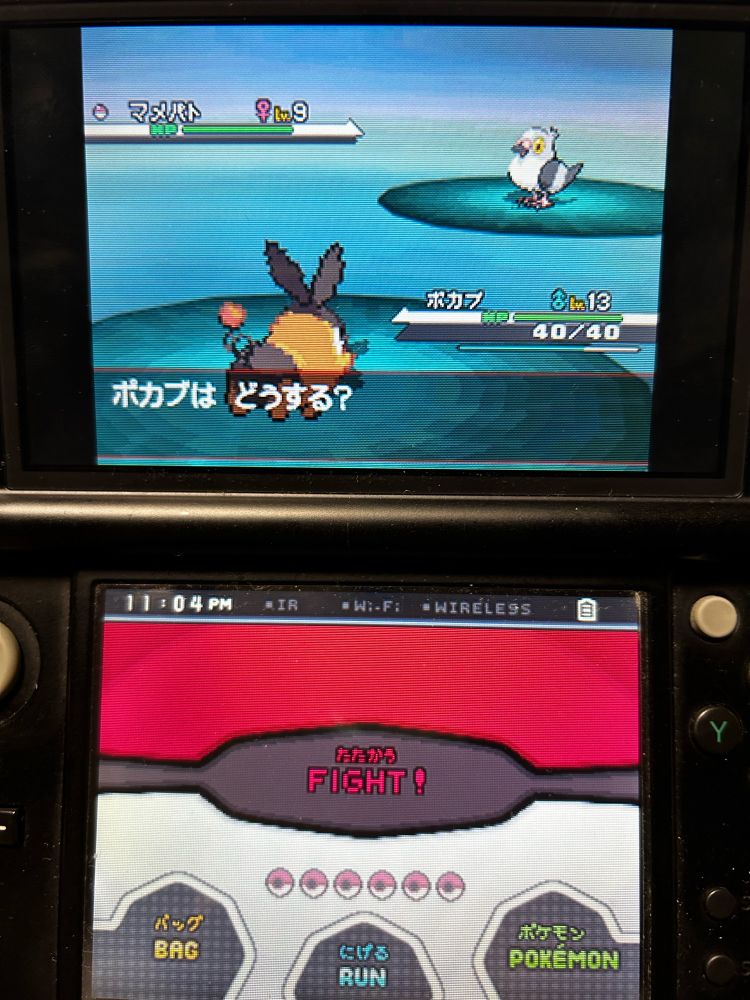 マメパト ♀Lv.9
HP
ポカブ ♂Lv.13
HP
40/40
ポカブは どうする?
11:04PM IR Wi-Fi WIRELESS
たたかう
FIGHT!
バッグ
BAG
にげる
RUN
ポケモン
POKÉMON
Y